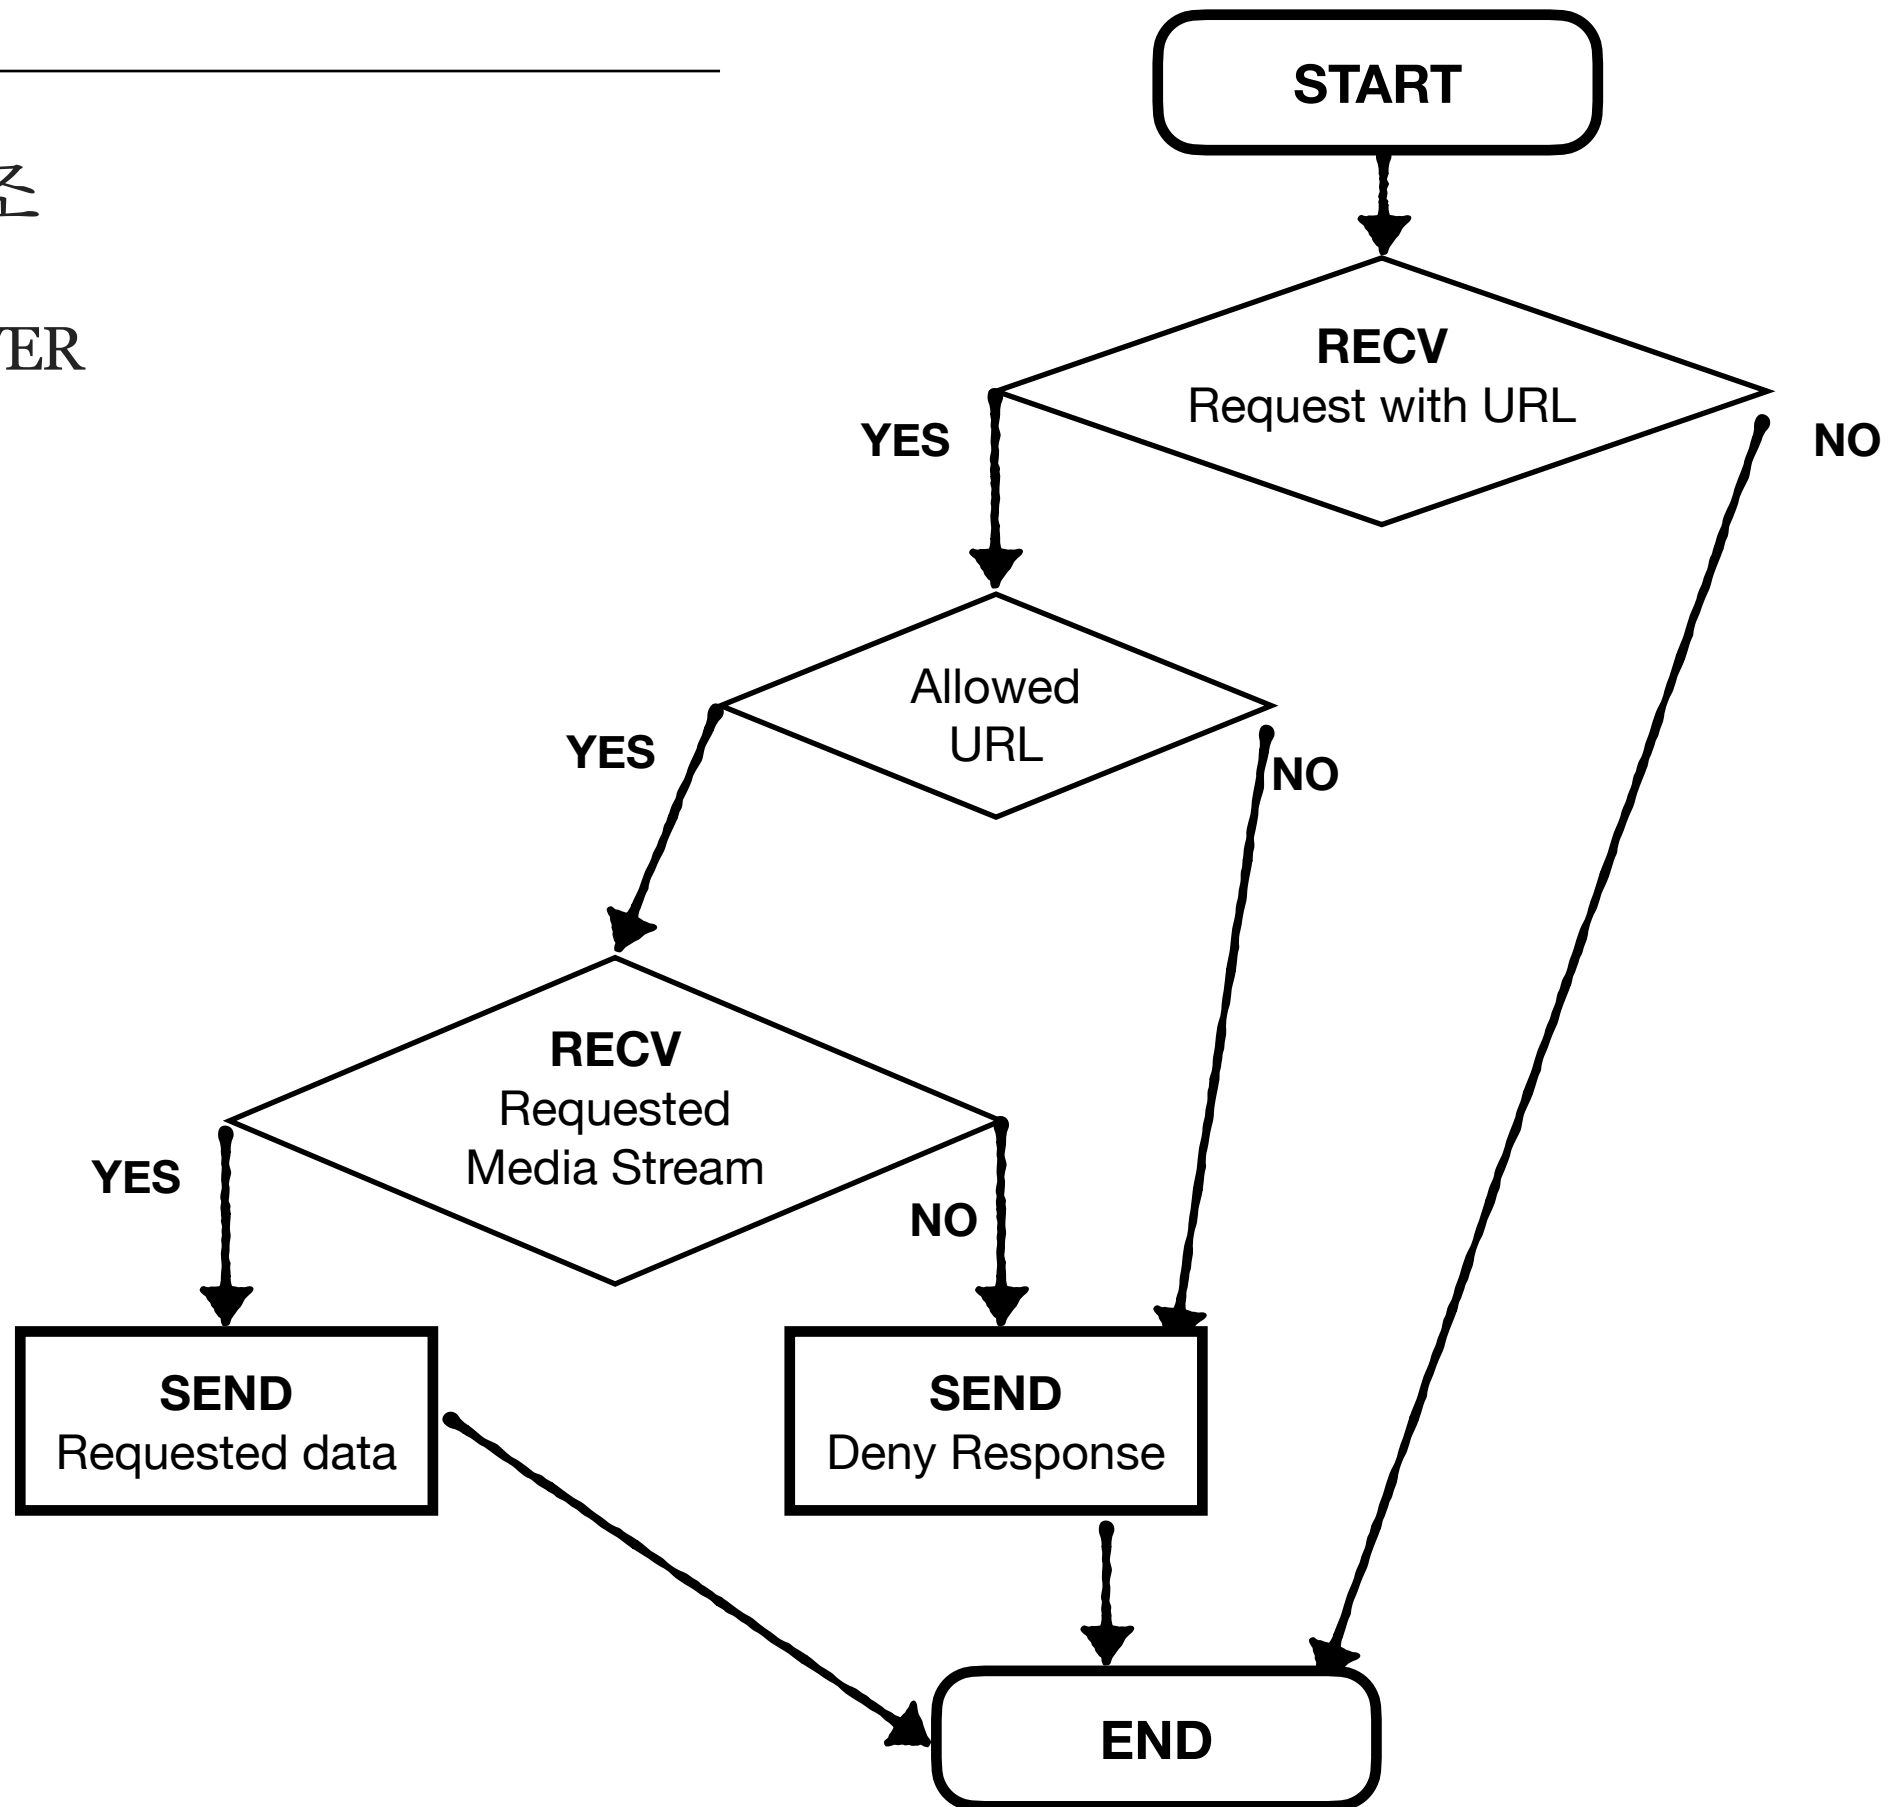 START
RECV
Request with URL
YES
NO
Allowed
URL
YES
NO
RECV
Requested
Media Stream
YES
NO
SEND
Requested data
SEND
Deny Response
END